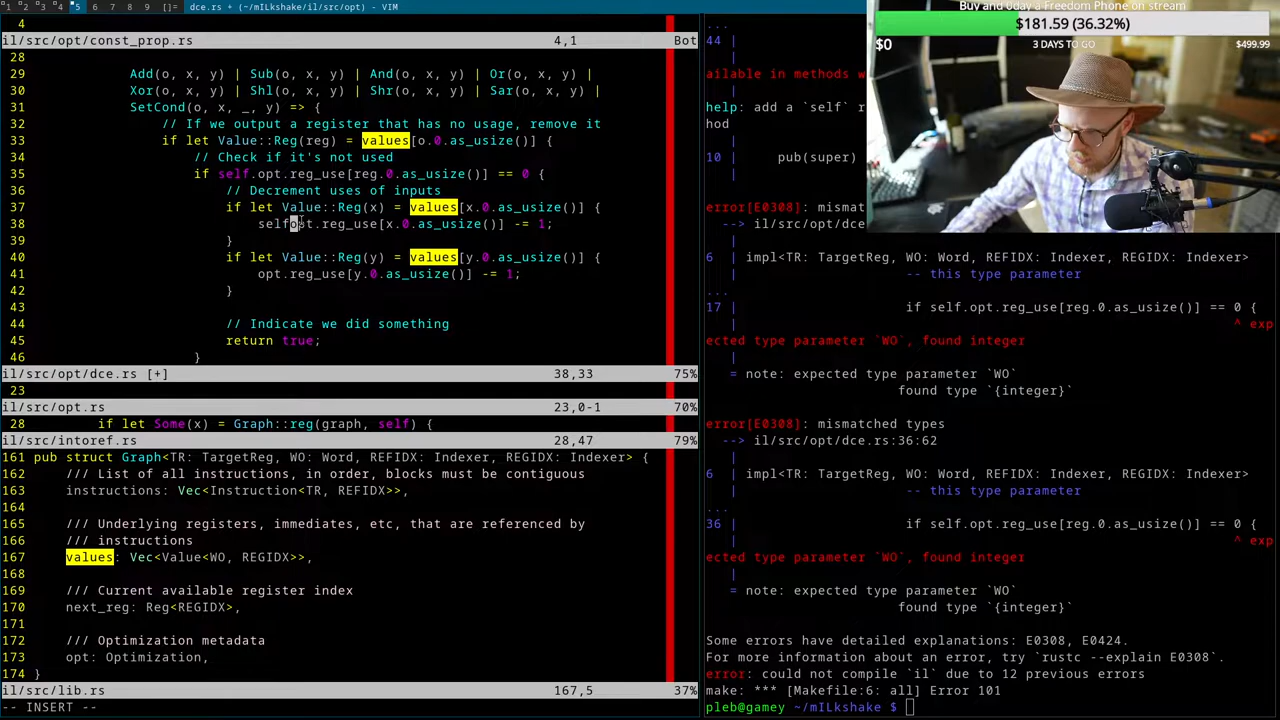 1 2 3 4 5 6 7 8 9 []= dce.rs + (~/mILkshake/il/src/opt) - VIM
4
il/src/opt/const_prop.rs 4,1 Bot
28
29 Add(o, x, y) | Sub(o, x, y) | And(o, x, y) | Or(o, x, y) |
30 Xor(o, x, y) | Shl(o, x, y) | Shr(o, x, y) | Sar(o, x, y) |
31 SetCond(o, x, _, y) => {
32 // If we output a register that has no usage, remove it
33 if let Value::Reg(reg) = values[o.0.as_usize()] {
34 // Check if it's not used
35 if self.opt.reg_use[reg.0.as_usize()] == 0 {
36 // Decrement uses of inputs
37 if let Value::Reg(x) = values[x.0.as_usize()] {
38 selfopt.reg_use[x.0.as_usize()] -= 1;
39 }
40 if let Value::Reg(y) = values[y.0.as_usize()] {
41 opt.reg_use[y.0.as_usize()] -= 1;
42 }
43
44 // Indicate we did something
45 return true;
46 }
il/src/opt/dce.rs [+] 38,33 75%
23
il/src/opt.rs 23,0-1 70%
28 if let Some(x) = Graph::reg(graph, self) {
il/src/intoref.rs 28,47 79%
161 pub struct Graph<TR: TargetReg, WO: Word, REFIDX: Indexer, REGIDX: Indexer> {
162 /// List of all instructions, in order, blocks must be contiguous
163 instructions: Vec<Instruction<TR, REFIDX>>,
164
165 /// Underlying registers, immediates, etc, that are referenced by
166 /// instructions
167 values: Vec<Value<WO, REGIDX>>,
168
169 /// Current available register index
170 next_reg: Reg<REGIDX>,
171
172 /// Optimization metadata
173 opt: Optimization,
174 }
il/src/lib.rs 167,5 37%
-- INSERT --
...
44 |
ailable in methods w
|
help: add a `self` r
hod
|
10 | pub(super)
|
error[E0308]: mismat
--> il/src/opt/dce
|
6 | impl<TR: TargetReg, WO: Word, REFIDX: Indexer, REGIDX: Indexer>
| -- this type parameter
...
17 | if self.opt.reg_use[reg.0.as_usize()] == 0 {
| ^ exp
ected type parameter `WO`, found integer
|
= note: expected type parameter `WO`
found type `{integer}`
error[E0308]: mismatched types
--> il/src/opt/dce.rs:36:62
|
6 | impl<TR: TargetReg, WO: Word, REFIDX: Indexer, REGIDX: Indexer>
| -- this type parameter
...
36 | if self.opt.reg_use[reg.0.as_usize()] == 0 {
| ^ exp
ected type parameter `WO`, found integer
|
= note: expected type parameter `WO`
found type `{integer}`
Some errors have detailed explanations: E0308, E0424.
For more information about an error, try `rustc --explain E0308`.
error: could not compile `il` due to 12 previous errors
make: *** [Makefile:6: all] Error 101
pleb@gamey ~/mILkshake $
Buy and 0day a Freedom Phone on stream
$181.59 (36.32%)
$0 3 DAYS TO GO $499.99